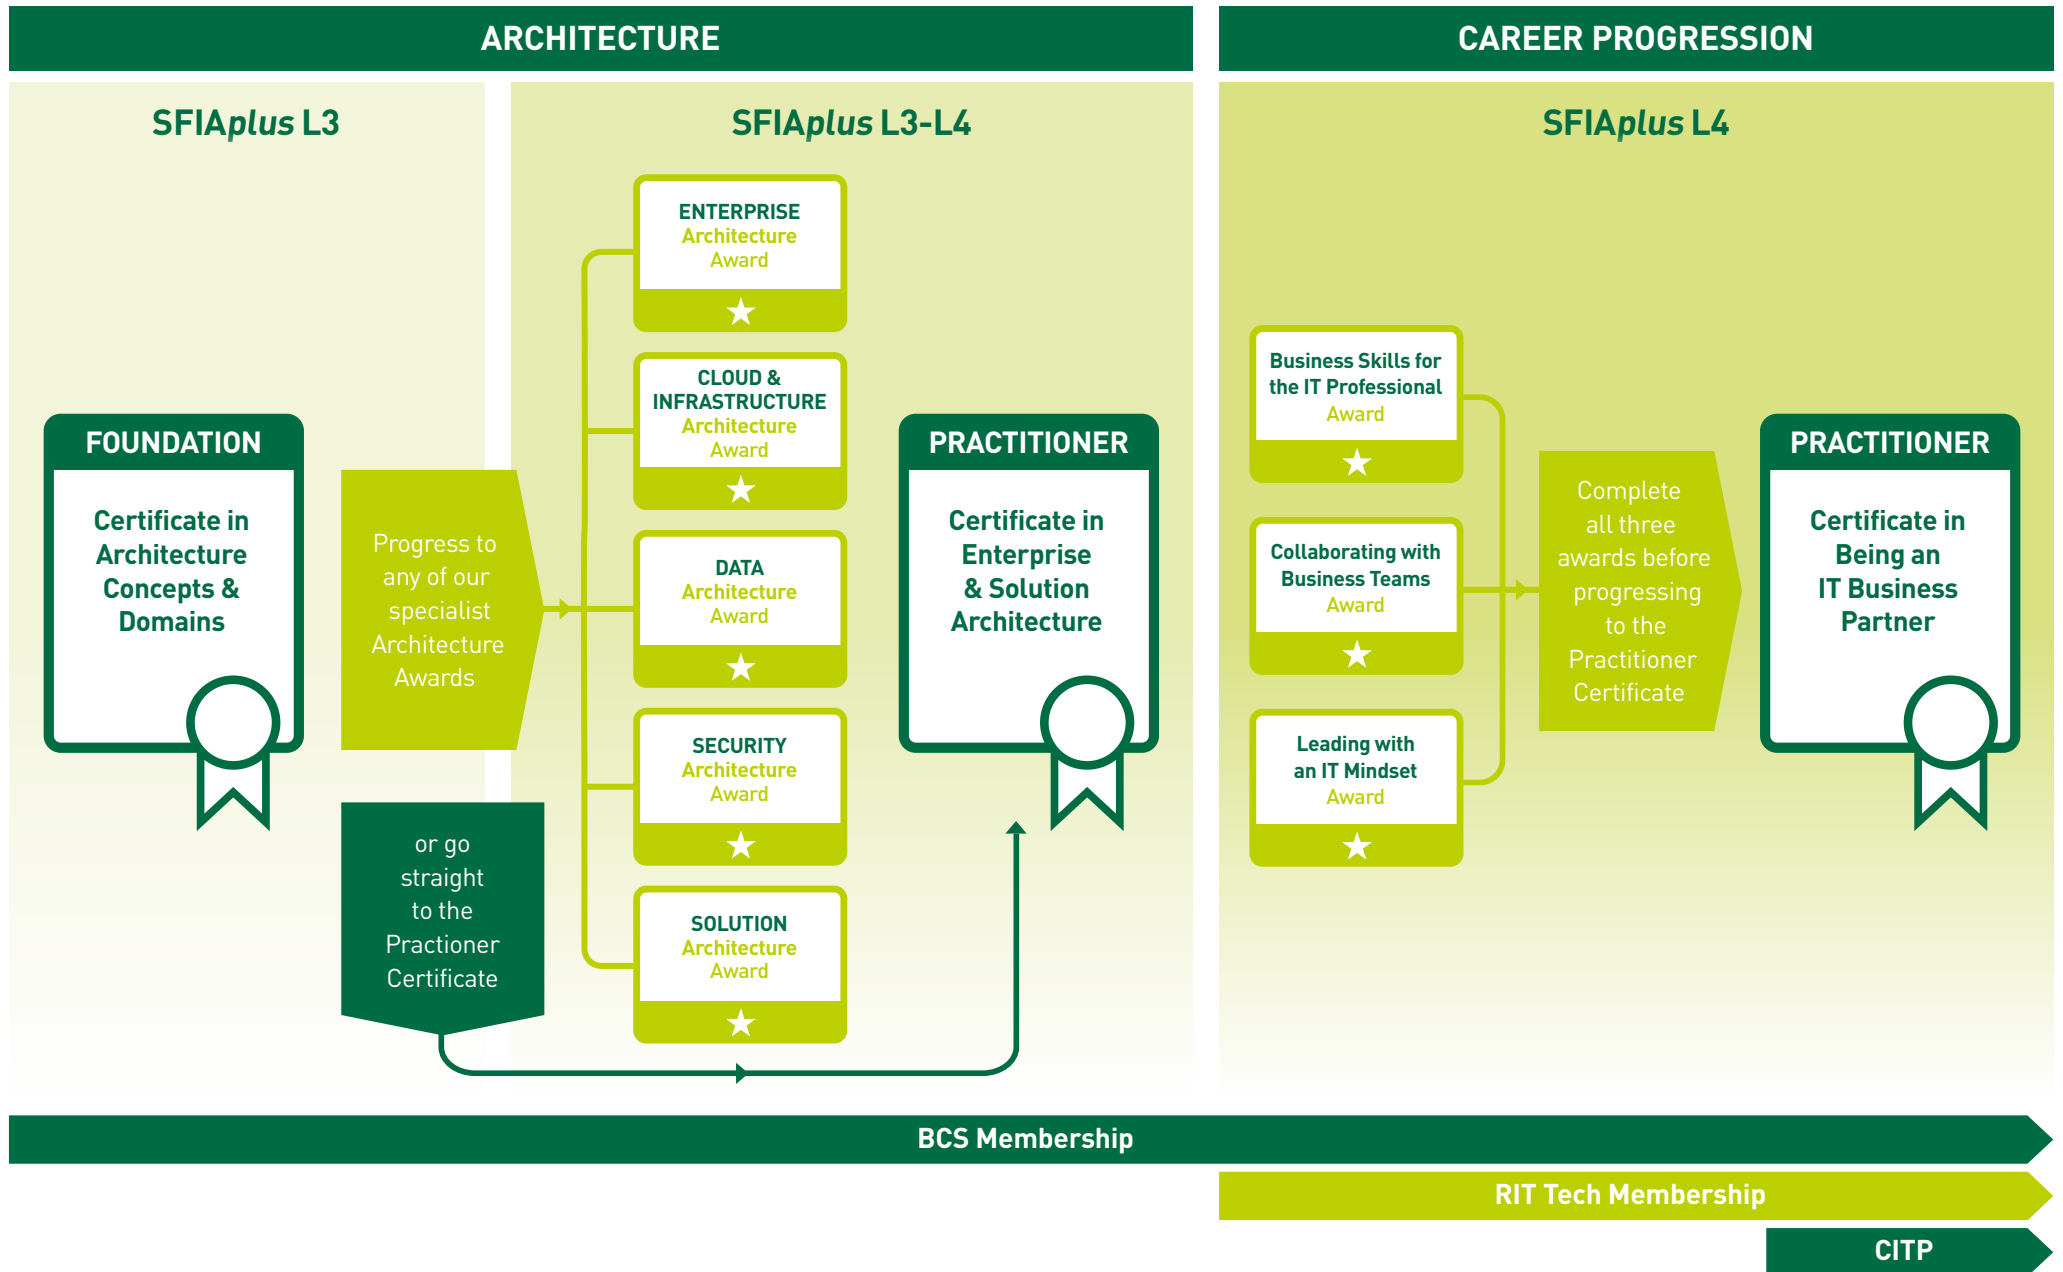 ARCHITECTURE
CAREER PROGRESSION
SFIAplus L3
SFIAplus L3-L4
SFIAplus L4
FOUNDATION
Certificate in
Architecture
Concepts &
Domains
Progress to
any of our
specialist
Architecture
Awards
or go
straight
to the
Practioner
Certificate
ENTERPRISE
Architecture
Award
CLOUD &
INFRASTRUCTURE
Architecture
Award
DATA
Architecture
Award
SECURITY
Architecture
Award
SOLUTION
Architecture
Award
PRACTITIONER
Certificate in
Enterprise
& Solution
Architecture
Business Skills for
the IT Professional
Award
Collaborating with
Business Teams
Award
Leading with
an IT Mindset
Award
Complete
all three
awards before
progressing
to the
Practitioner
Certificate
PRACTITIONER
Certificate in
Being an
IT Business
Partner
BCS Membership
RIT Tech Membership
CITP